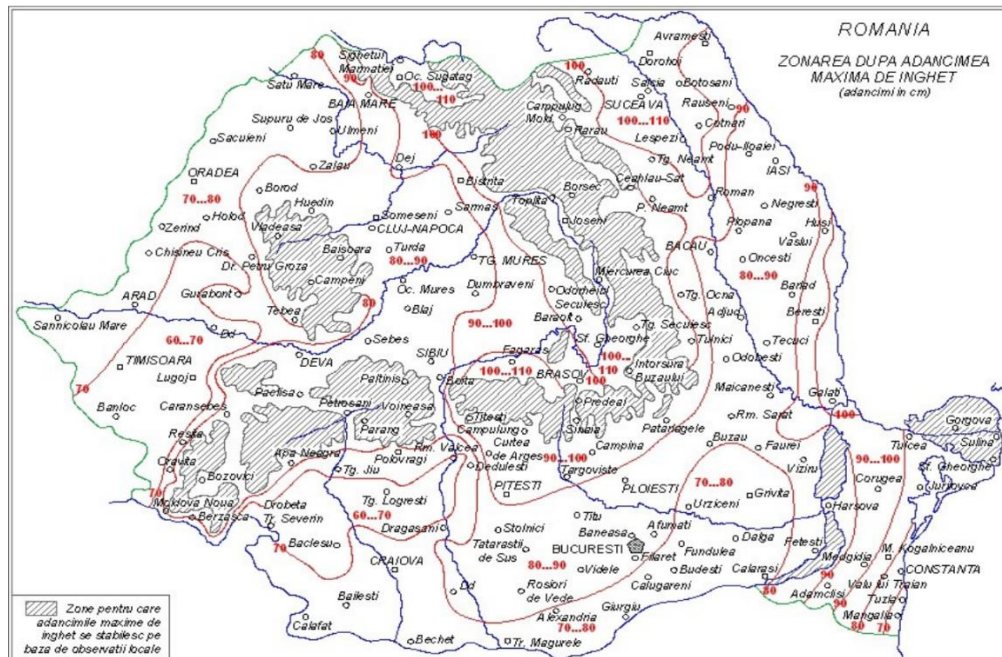 ROMANIA
ZONAREA DUPA ADANCIMEA
MAXIMA DE INGHET
(adancimi in cm)
Avramesti
Dorohoi
80
Sighetul
Marmatiei
90
Oc. Sugatag
100...
110
100
Radauti
Salcia
Botosani
SUCEAVA
100...110
Rauseni
90
Satu Mare
BAIA MARE
Campulug
Mold.
Rarau
Cotnari
Lespezi
Supuru de Jos
Ulmeni
100
Podu-Iloaiei
IASI
Sacuieni
Tg. Neamt
Zalau
Dej
Ceahlau-Sat
ORADEA
Bistrita
Borsec
Roman
90
70...80
Borod
Huedin
Toplita
P. Neamt
Negresti
Holod
Someseni
Sarmas
Joseni
Husi
Zerind
Vladeasa
CLUJ-NAPOCA
Plopana
Vaslui
Chisineu Cris
Baisoara
Turda
BACAU
Oncesti
Dr. Petru Groza
80...90
TG. MURES
Miercurea Ciuc
80...90
Campeni
Oc. Mures
Dumbraveni
Odorheiul
Secuiesc
Tg. Ocna
Barlad
ARAD
Gurahont
80
Blaj
Baraolt
Adjud
Beresti
Sannicolau Mare
Tebea
90...100
Tg. Secuiesc
60...70
Dd
Sebes
Sf. Gheorghe
Tulnici
Tecuci
TIMISOARA
DEVA
SIBIU
Fagaras
100...
110
Odobesti
Lugoj
Paltinis
Boita
100...110
BRASOV
Intorsura
Buzaului
70
100
Maicanesti
Galati
Banloc
Caransebes
Petrosani
Voineasa
Predeal
100
Titesti
Rm. Sarat
Gorgova
Resita
Parang
Campulung
Sinaia
Patarlagele
Tulcea
Sulina
Curtea
de Arges
Campina
Buzau
Faurei
Oravita
Apa Neagra
Polovragi
Rm. Valcea
90...100
90...100
Sf. Gheorghe
Bozovici
Tg. Jiu
Dedulesti
Targoviste
Viziru
Corugea
Jurilovca
70
Moldova Noua
Tg. Logresti
PITESTI
PLOIESTI
70...80
Grivita
Berzasca
Drobeta
Tr. Severin
60...70
Urziceni
Harsova
Dragasani
Stolnici
Titu
Afumati
70
Baclesu
Tatarastii
de Sus
Baneasa
Dalga
Fetesti
M. Kogalniceanu
CRAIOVA
BUCURESTI
Fundulea
Medgidia
CONSTANTA
80...90
Filaret
Videle
Budesti
Calarasi
90
Valu lui Traian
Dd
Rosiori
de Vede
Calugareni
80
Adamclisi
Tuzla
Bailesti
Alexandria
Giurgiu
90
Mangalia
70...80
80
70
Calafat
Bechet
Tr. Magurele
Zone pentru care
adancimile maxime de
inghet se stabilesc pe
baza de observatii locale